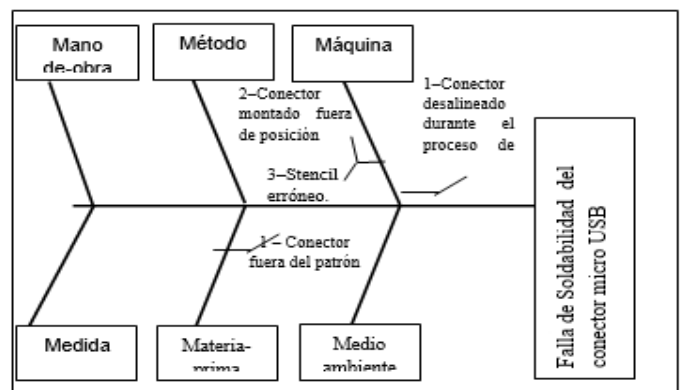 Mano
de-obra
Método
Máquina
2–Conector
montado fuera
de posición
1–Conector
desalineado
durante el
proceso de
3–Stencil
erróneo.
1 – Conector
fuera del patrón
Falla de Soldabilidad del
conector micro USB
Medida
Materia-
prima
Medio
ambiente